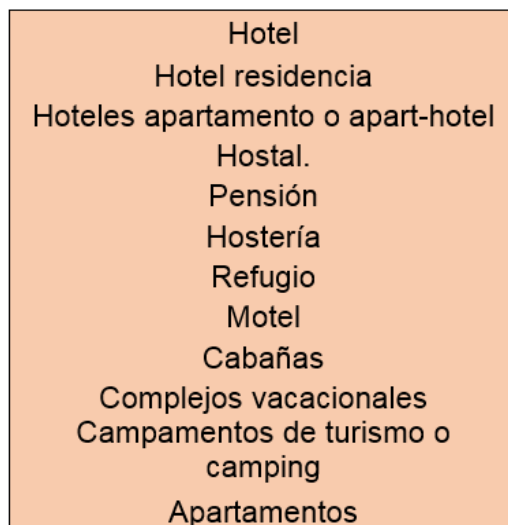 Hotel
Hotel residencia
Hoteles apartamento o apart-hotel
Hostal.
Pensión
Hostería
Refugio
Motel
Cabañas
Complejos vacacionales
Campamentos de turismo o
camping
Apartamentos